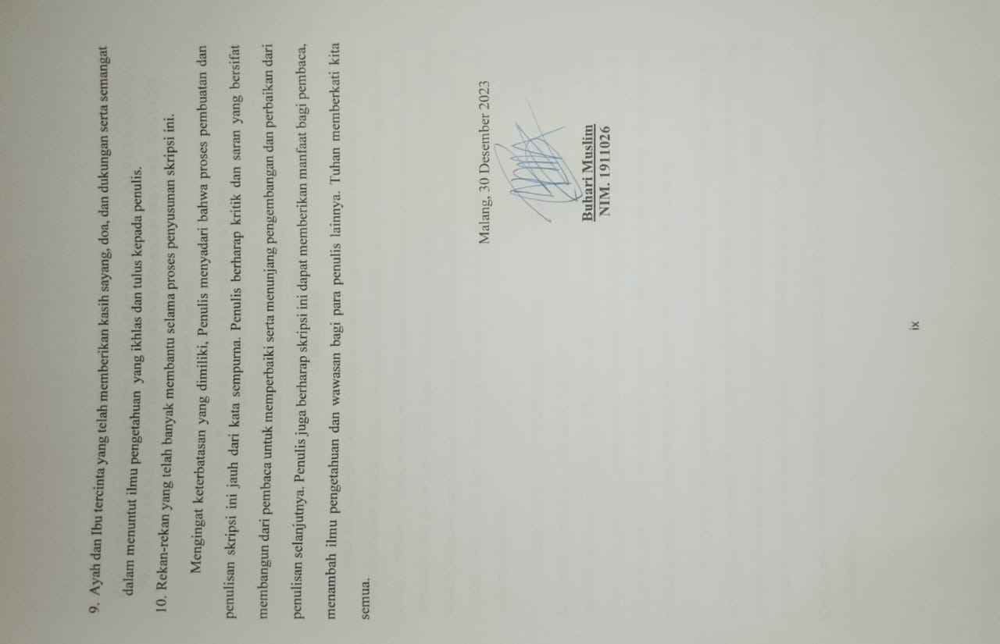 9. Ayah dan Ibu tercinta yang telah memberikan kasih sayang, doa, dan dukungan serta semangat
dalam menuntut ilmu pengetahuan yang ikhlas dan tulus kepada penulis.
10. Rekan-rekan yang telah banyak membantu selama proses penyusunan skripsi ini.
Mengingat keterbatasan yang dimiliki, Penulis menyadari bahwa proses pembuatan dan
penulisan skripsi ini jauh dari kata sempurna. Penulis berharap kritik dan saran yang bersifat
membangun dari pembaca untuk memperbaiki serta menunjang pengembangan dan perbaikan dari
penulisan selanjutnya. Penulis juga berharap skripsi ini dapat memberikan manfaat bagi pembaca,
menambah ilmu pengetahuan dan wawasan bagi para penulis lainnya. Tuhan memberkati kita
semua.
Malang, 30 Desember 2023
Buhari Muslim
NIM. 1911026
ix